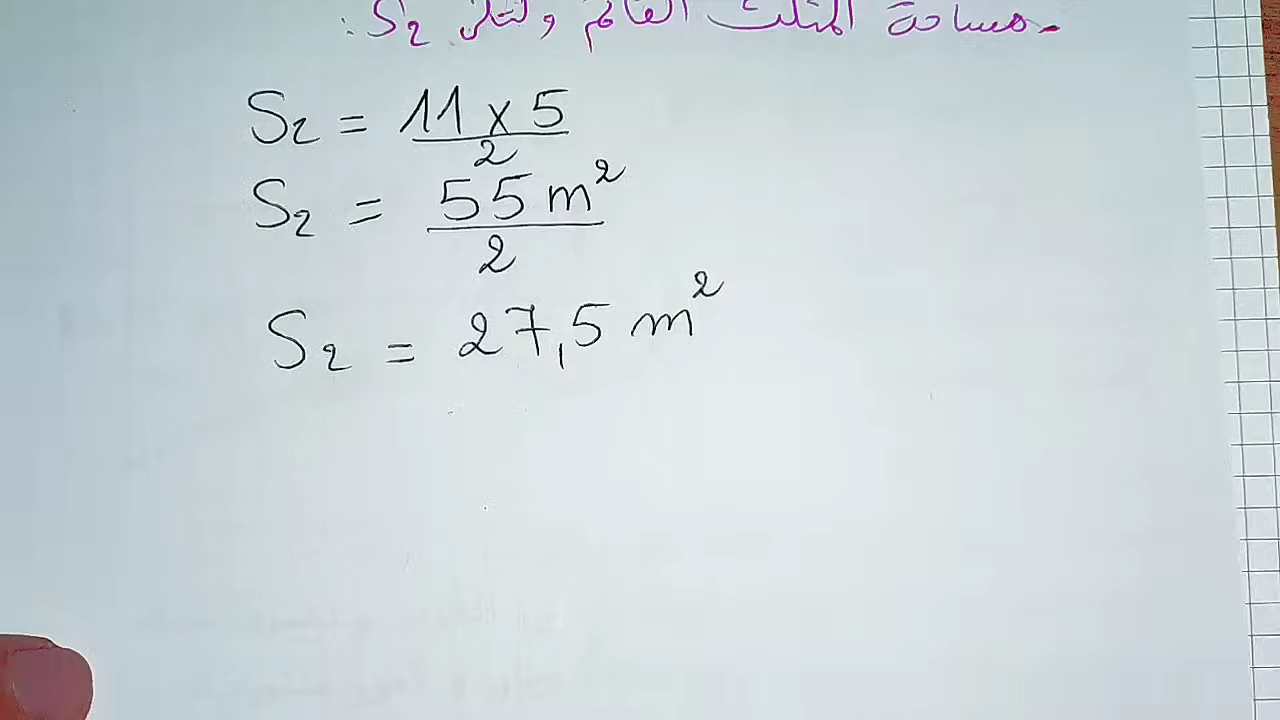 - مساحة المثلث القائم ولتكن S₂:
S₂ = 11 × 5 / 2
S₂ = 55 m² / 2
S₂ = 27,5 m²